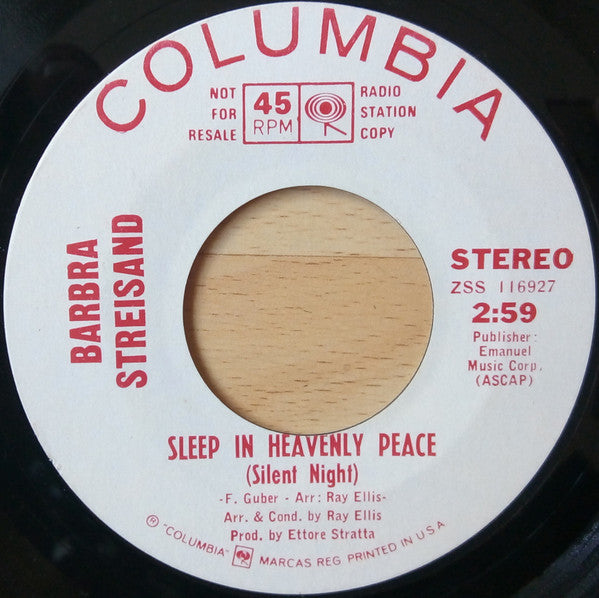 COLUMBIA
NOT
FOR
RESALE
45
RPM
RADIO
STATION
COPY
BARBRA
STREISAND
STEREO
ZSS 116927
2:59
Publisher:
Emanuel
Music Corp.
(ASCAP)
SLEEP IN HEAVENLY PEACE
(Silent Night)
-F. Guber - Arr: Ray Ellis-
Arr. & Cond. by Ray Ellis
Prod. by Ettore Stratta
® "COLUMBIA" MARCAS REG PRINTED IN U.S.A